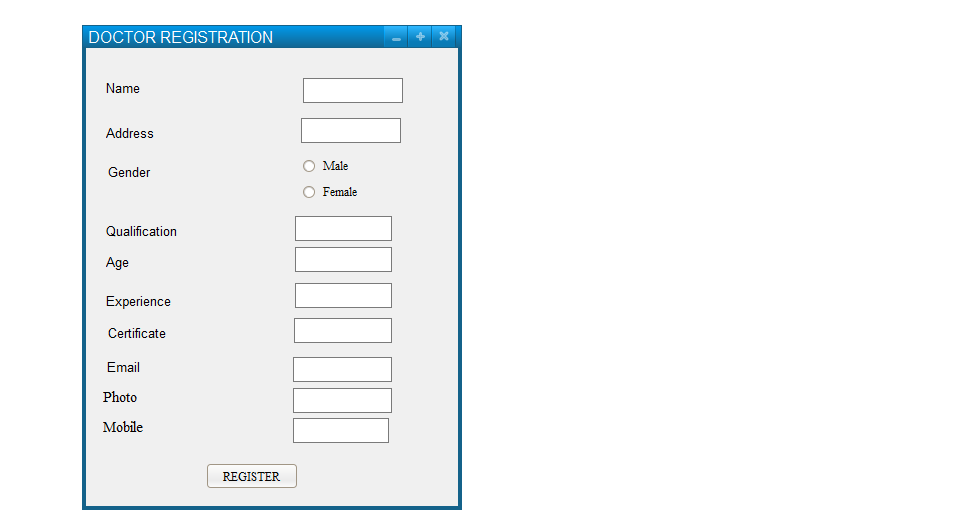 DOCTOR REGISTRATION
Name
Address
Gender
Male
Female
Qualification
Age
Experience
Certificate
Email
Photo
Mobile
REGISTER